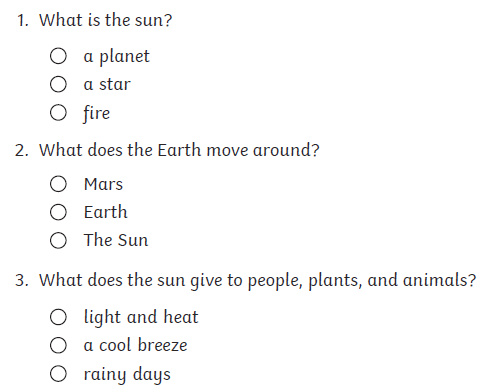 1. What is the sun?
a planet
a star
fire
2. What does the Earth move around?
Mars
Earth
The Sun
3. What does the sun give to people, plants, and animals?
light and heat
a cool breeze
rainy days